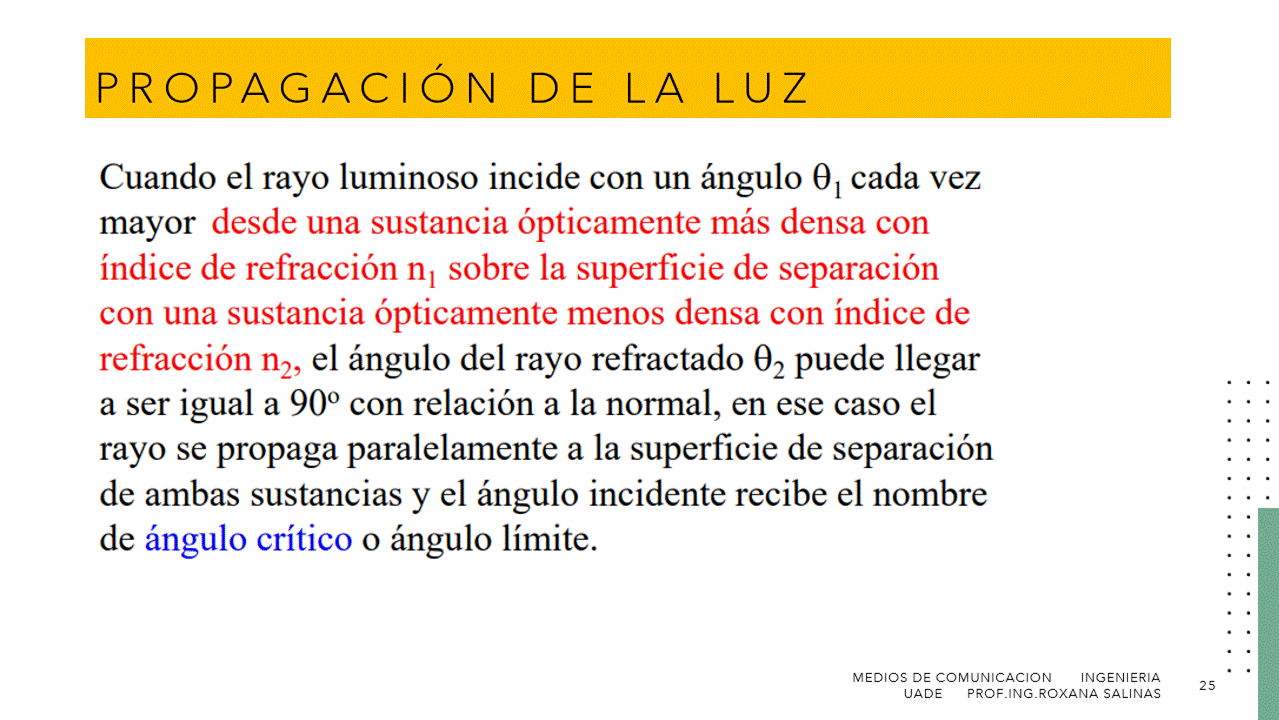 PROPAGACIÓN DE LA LUZ
Cuando el rayo luminoso incide con un ángulo θ₁ cada vez
mayor desde una sustancia ópticamente más densa con
índice de refracción n₁ sobre la superficie de separación
con una sustancia ópticamente menos densa con índice de
refracción n₂, el ángulo del rayo refractado θ₂ puede llegar
a ser igual a 90º con relación a la normal, en ese caso el
rayo se propaga paralelamente a la superficie de separación
de ambas sustancias y el ángulo incidente recibe el nombre
de ángulo crítico o ángulo límite.
MEDIOS DE COMUNICACION INGENIERIA
UADE PROF.ING.ROXANA SALINAS
25